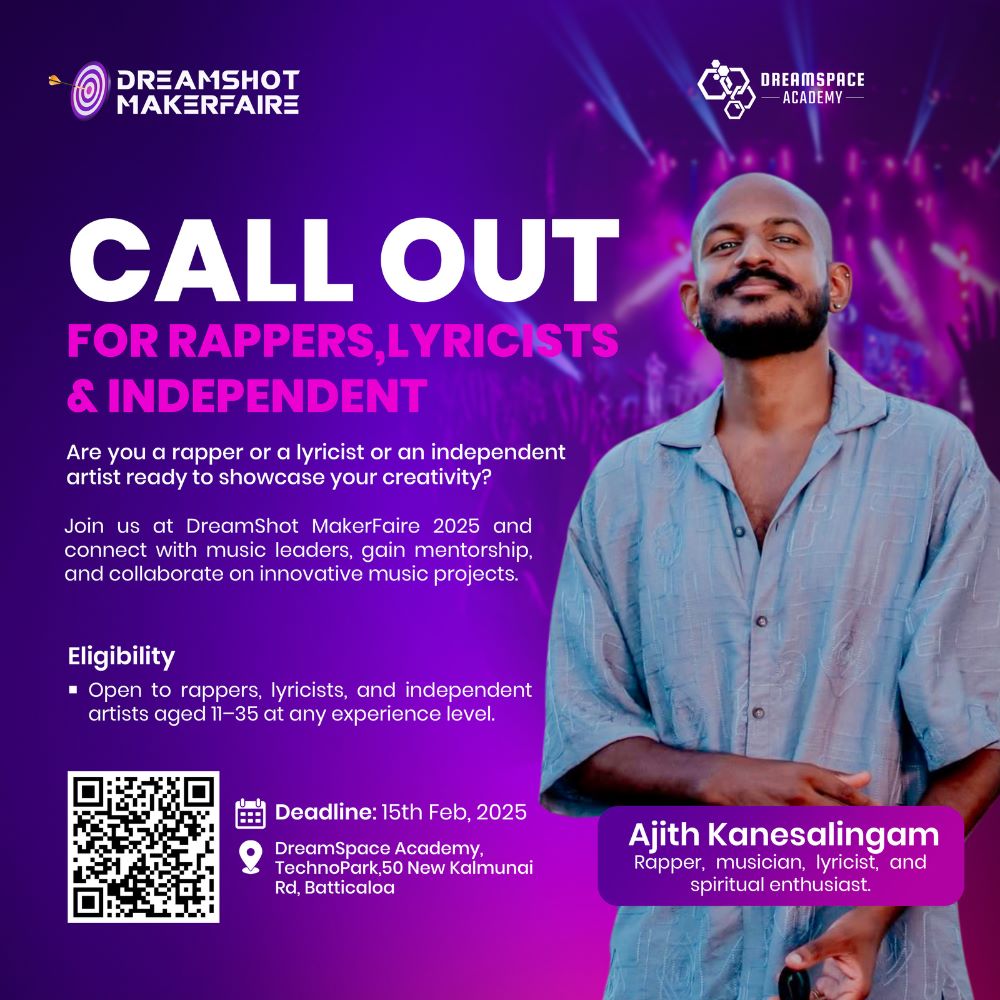 DREAMSHOT
MAKERFAIRE
DREAMSPACE
ACADEMY
CALL OUT
FOR RAPPERS,LYRICISTS
& INDEPENDENT
Are you a rapper or a lyricist or an independent
artist ready to showcase your creativity?
Join us at DreamShot MakerFaire 2025 and
connect with music leaders, gain mentorship,
and collaborate on innovative music projects.
Eligibility
▪ Open to rappers, lyricists, and independent
artists aged 11–35 at any experience level.
Deadline: 15th Feb, 2025
DreamSpace Academy,
TechnoPark,50 New Kalmunai
Rd, Batticaloa
Ajith Kanesalingam
Rapper, musician, lyricist, and
spiritual enthusiast.